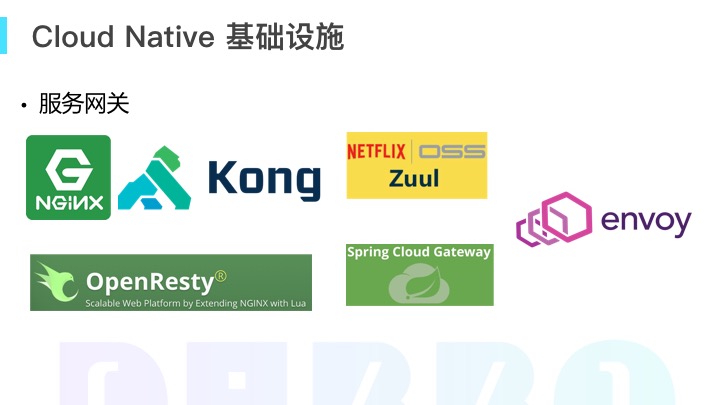 Cloud Native 基础设施
• 服务网关
NGINX
Kong
NETFLIX | OSS
Zuul
envoy
OpenResty®
Scalable Web Platform by Extending NGINX with Lua
Spring Cloud Gateway
DUBBO